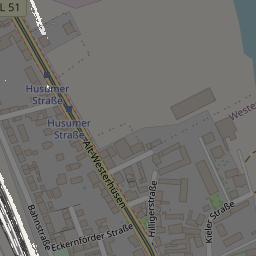 L 51
Husumer
Straße
Weste
Husumer
Straße
Alt-Westerhüsen
Hilligerstraße
Kieler Straße
Bahnstraße
Eckernförder Straße